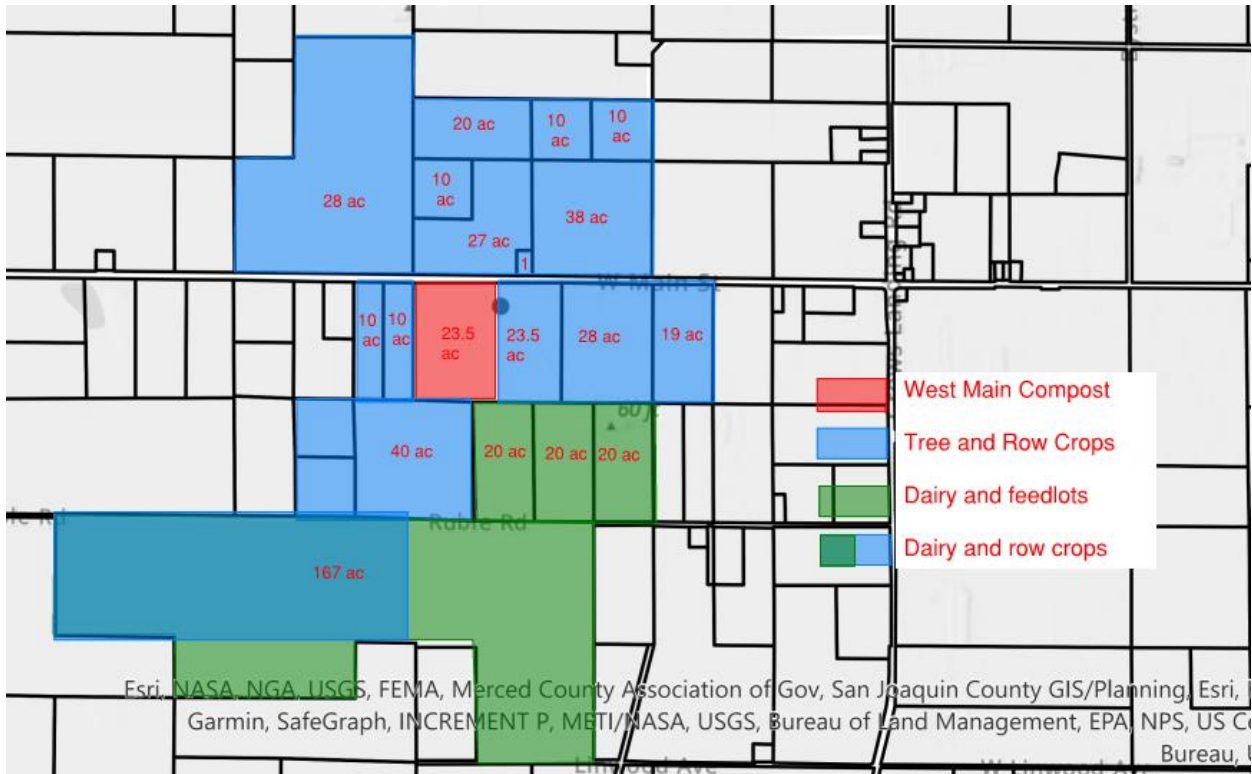 20 ac
10
ac
10
ac
10
ac
28 ac
38 ac
27 ac
1
W Main St
10
ac
10
ac
23.5
ac
23.5
ac
28 ac
19 ac
60 ft
West Main Compost
Tree and Row Crops
40 ac
20 ac
20 ac
20 ac
Dairy and feedlots
Ruble Rd
Dairy and row crops
167 ac
Esri, NASA, NGA, USGS, FEMA, Merced County Association of Gov, San Joaquin County GIS/Planning, Esri,
Garmin, SafeGraph, INCREMENT P, METI/NASA, USGS, Bureau of Land Management, EPA, NPS, US
Bureau,
Linwood Ave
W Linwood Ave